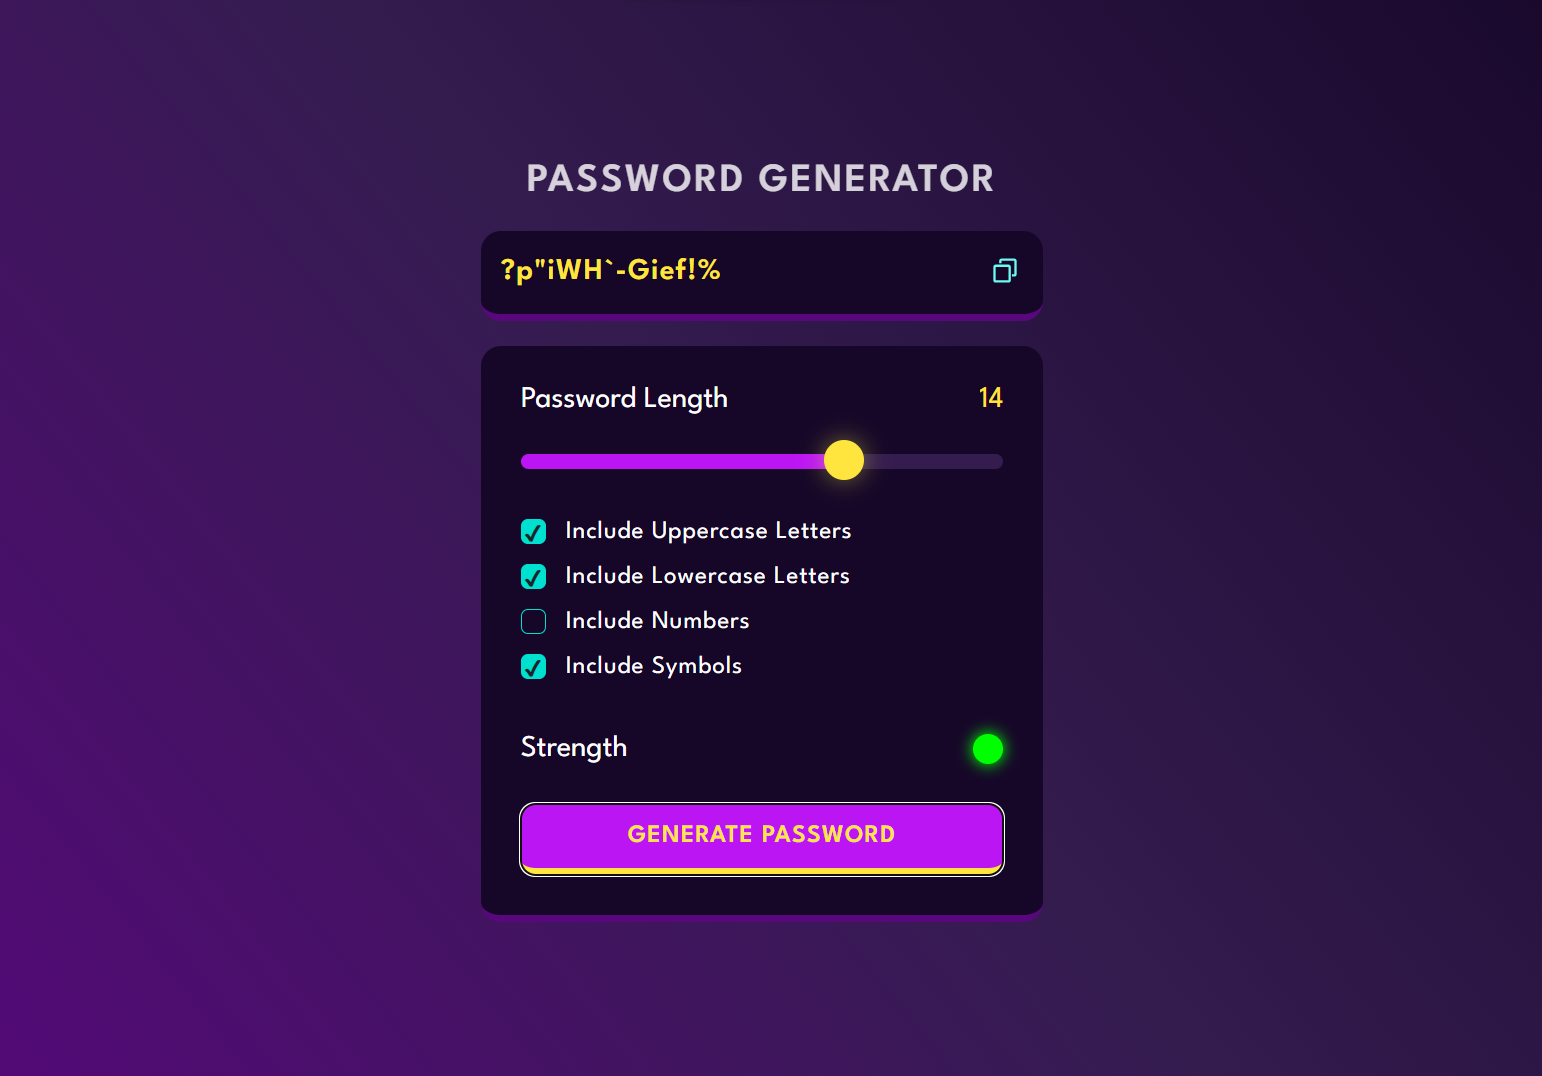 PASSWORD GENERATOR
?p"iWH`-Gief!%
Password Length 14
Include Uppercase Letters
Include Lowercase Letters
Include Numbers
Include Symbols
Strength
GENERATE PASSWORD